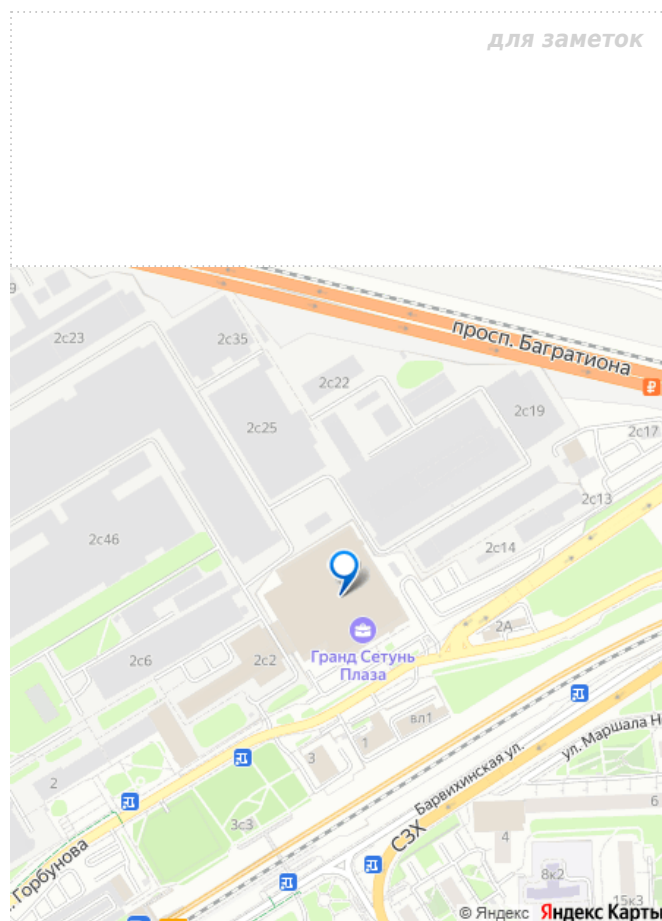 для заметок
9
просп. Багратиона
2с23
2с35
2с22
2с19
2с25
2с17
2с13
2с46
2с14
2А
Гранд Сетунь
Плаза
2с6
2с2
вл1
1
3
2
Барвихинская ул.
ул. Маршала Н
6
3с3
СЗХ
4
. Горбунова
8к2
15к3
© Яндекс Яндекс Карты